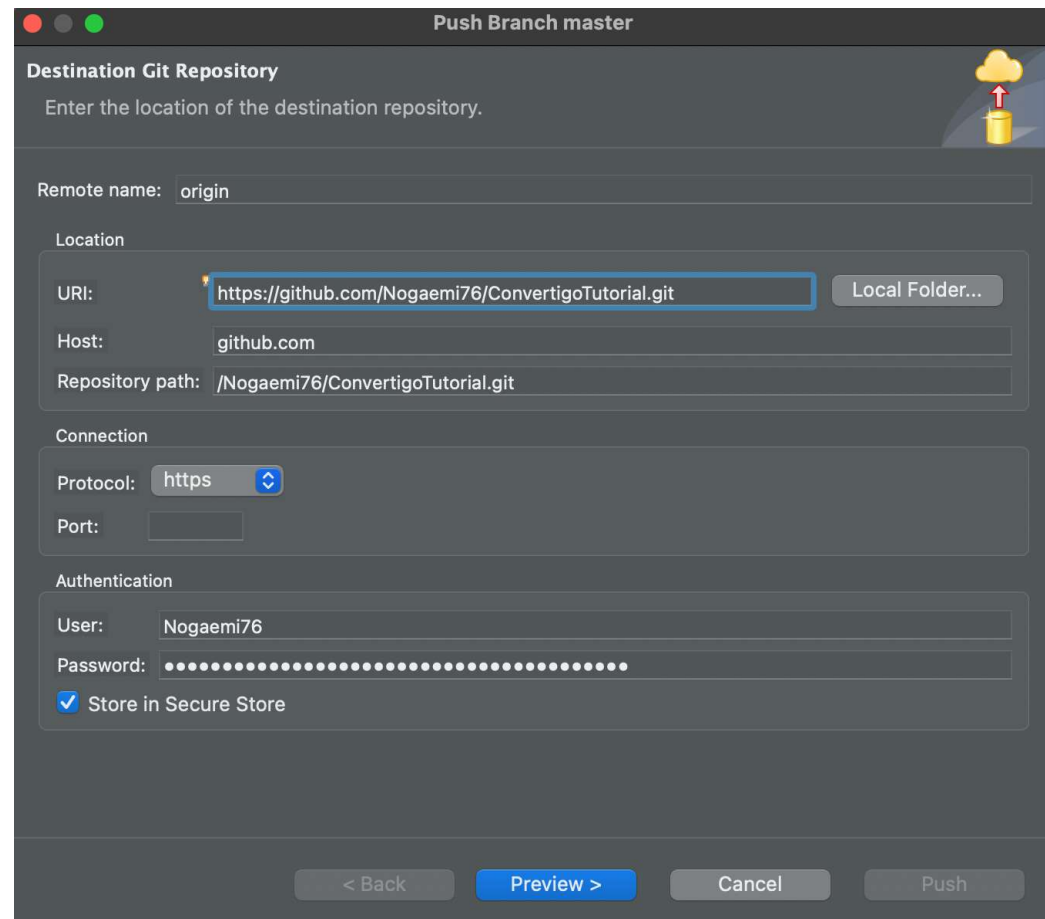 Push Branch master
Destination Git Repository
Enter the location of the destination repository.
Remote name: origin
Location
URI: https://github.com/Nogaemi76/ConvertigoTutorial.git Local Folder...
Host: github.com
Repository path: /Nogaemi76/ConvertigoTutorial.git
Connection
Protocol: https
Port:
Authentication
User: Nogaemi76
Password: ●●●●●●●●●●●●●●●●●●●●●●●●●●●●●●●●●●●●●●●●
Store in Secure Store
< Back Preview > Cancel Push